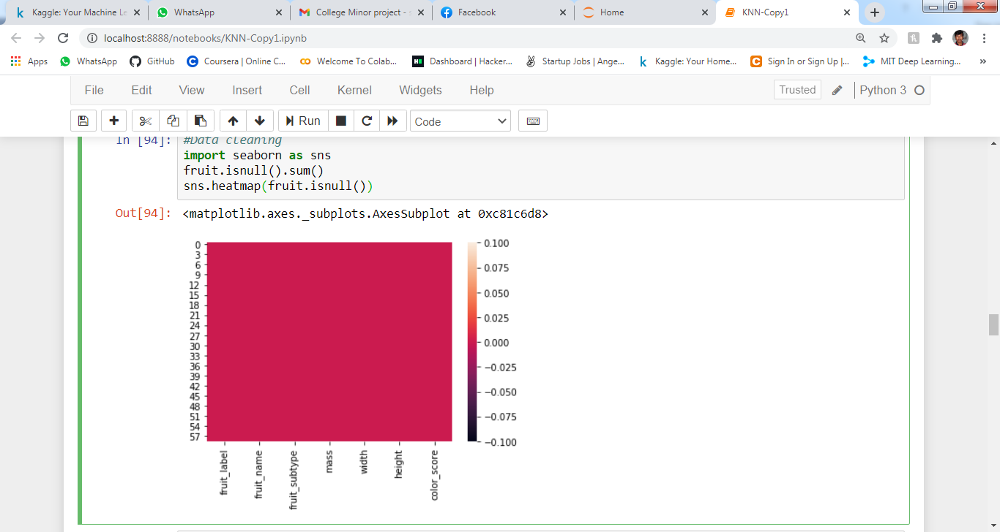 Kaggle: Your Machine Le
WhatsApp
College Minor project - s
Facebook
Home
KNN-Copy1
localhost:8888/notebooks/KNN-Copy1.ipynb
Apps WhatsApp GitHub Coursera | Online C... Welcome To Colab... Dashboard | Hacker... Startup Jobs | Ange... Kaggle: Your Home... Sign In or Sign Up |... MIT Deep Learning... »
File Edit View Insert Cell Kernel Widgets Help Trusted Python 3
Run Code
In [94]: #Data cleaning
import seaborn as sns
fruit.isnull().sum()
sns.heatmap(fruit.isnull())
Out[94]: <matplotlib.axes._subplots.AxesSubplot at 0xc81c6d8>
0
3
6
9
12
15
18
21
24
27
30
33
36
39
42
45
48
51
54
57
fruit_label
fruit_name
fruit_subtype
mass
width
height
color_score
0.100
0.075
0.050
0.025
0.000
−0.025
−0.050
−0.075
−0.100